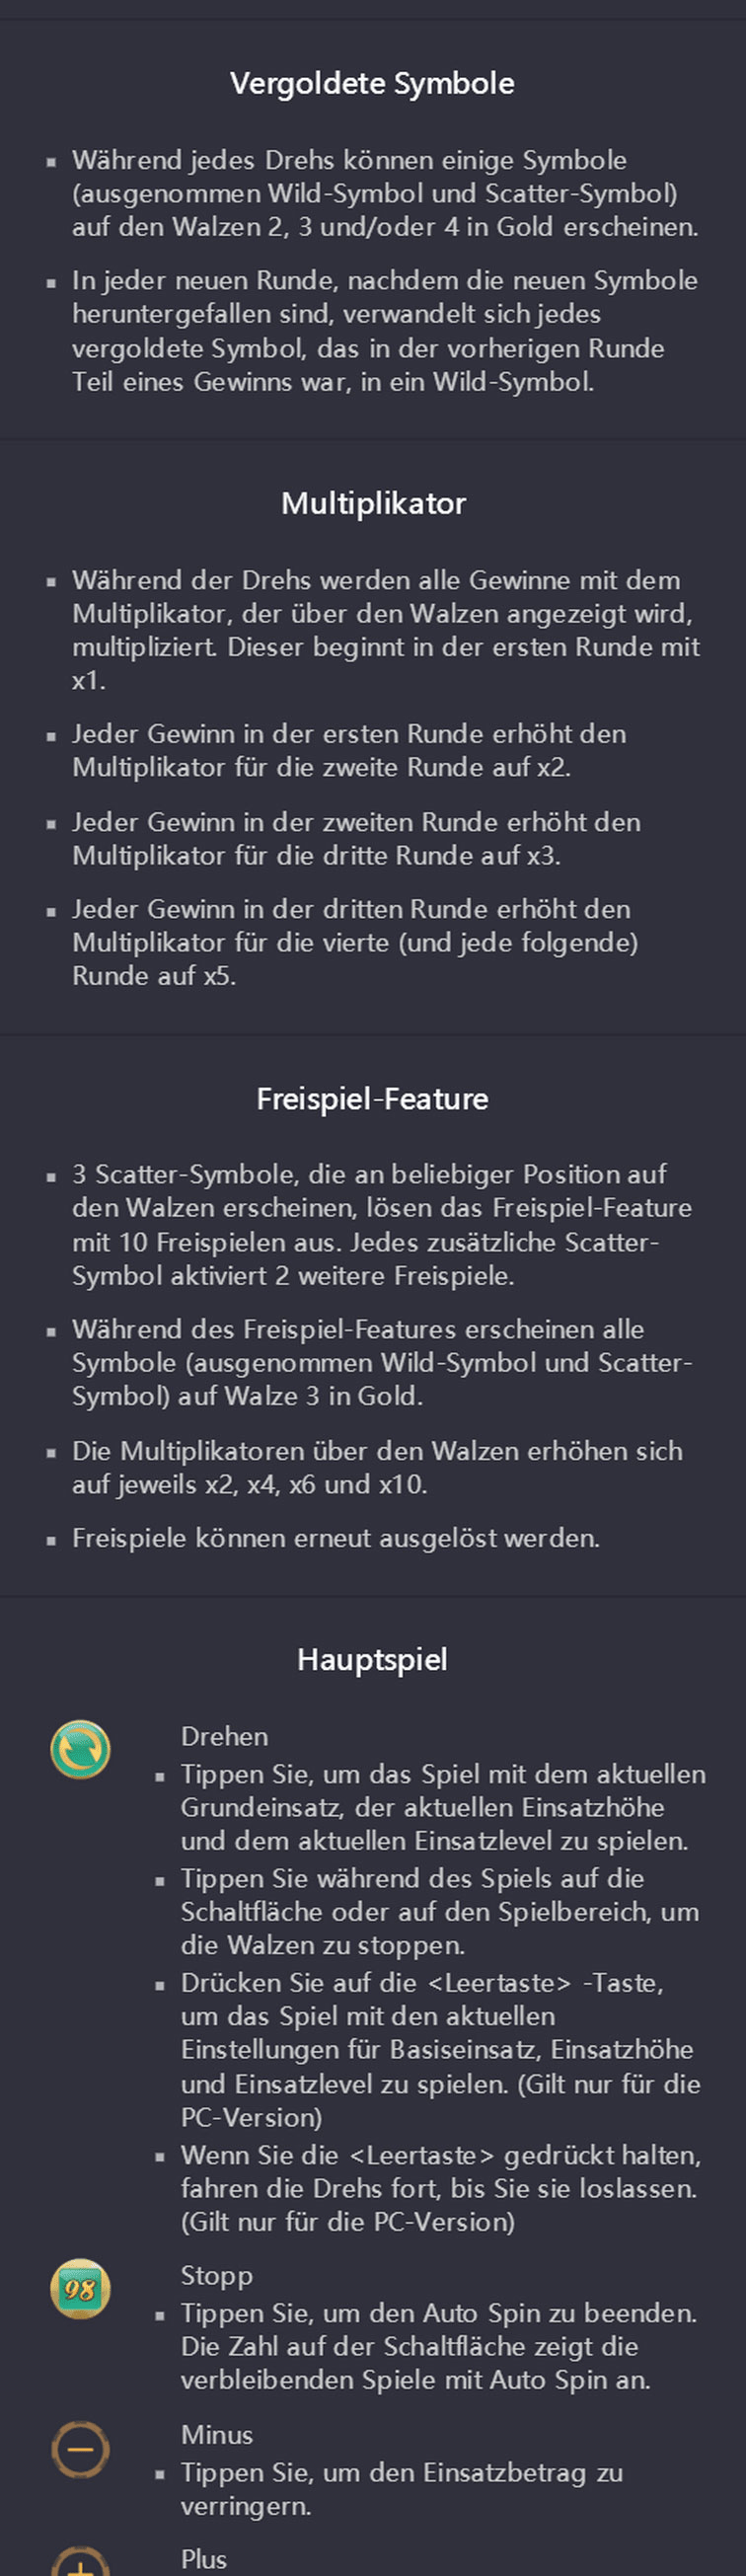 Vergoldete Symbole
▪ Während jedes Drehs können einige Symbole
(ausgenommen Wild-Symbol und Scatter-Symbol)
auf den Walzen 2, 3 und/oder 4 in Gold erscheinen.
▪ In jeder neuen Runde, nachdem die neuen Symbole
heruntergefallen sind, verwandelt sich jedes
vergoldete Symbol, das in der vorherigen Runde
Teil eines Gewinns war, in ein Wild-Symbol.
Multiplikator
▪ Während der Drehs werden alle Gewinne mit dem
Multiplikator, der über den Walzen angezeigt wird,
multipliziert. Dieser beginnt in der ersten Runde mit
x1.
▪ Jeder Gewinn in der ersten Runde erhöht den
Multiplikator für die zweite Runde auf x2.
▪ Jeder Gewinn in der zweiten Runde erhöht den
Multiplikator für die dritte Runde auf x3.
▪ Jeder Gewinn in der dritten Runde erhöht den
Multiplikator für die vierte (und jede folgende)
Runde auf x5.
Freispiel-Feature
▪ 3 Scatter-Symbole, die an beliebiger Position auf
den Walzen erscheinen, lösen das Freispiel-Feature
mit 10 Freispielen aus. Jedes zusätzliche Scatter-
Symbol aktiviert 2 weitere Freispiele.
▪ Während des Freispiel-Features erscheinen alle
Symbole (ausgenommen Wild-Symbol und Scatter-
Symbol) auf Walze 3 in Gold.
▪ Die Multiplikatoren über den Walzen erhöhen sich
auf jeweils x2, x4, x6 und x10.
▪ Freispiele können erneut ausgelöst werden.
Hauptspiel
Drehen
▪ Tippen Sie, um das Spiel mit dem aktuellen
Grundeinsatz, der aktuellen Einsatzhöhe
und dem aktuellen Einsatzlevel zu spielen.
▪ Tippen Sie während des Spiels auf die
Schaltfläche oder auf den Spielbereich, um
die Walzen zu stoppen.
▪ Drücken Sie auf die <Leertaste> -Taste,
um das Spiel mit den aktuellen
Einstellungen für Basiseinsatz, Einsatzhöhe
und Einsatzlevel zu spielen. (Gilt nur für die
PC-Version)
▪ Wenn Sie die <Leertaste> gedrückt halten,
fahren die Drehs fort, bis Sie sie loslassen.
(Gilt nur für die PC-Version)
98 Stopp
▪ Tippen Sie, um den Auto Spin zu beenden.
Die Zahl auf der Schaltfläche zeigt die
verbleibenden Spiele mit Auto Spin an.
Minus
▪ Tippen Sie, um den Einsatzbetrag zu
verringern.
Plus